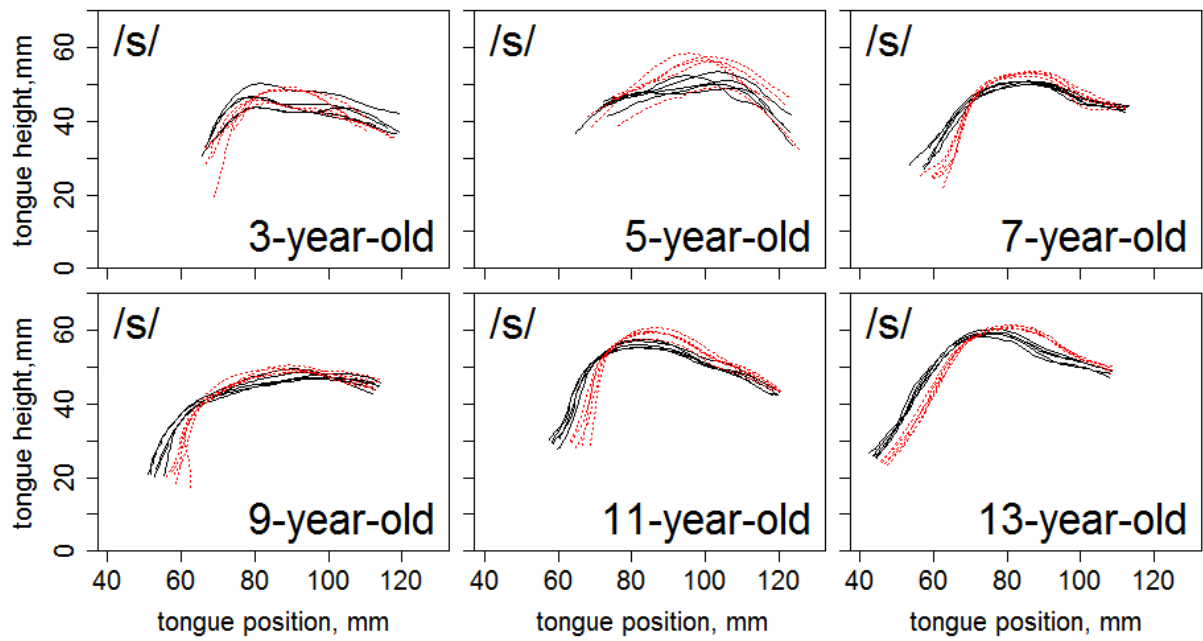 /s/ /s/ /s/
60
40
20
0
tongue height,mm
3-year-old 5-year-old 7-year-old
/s/ /s/ /s/
60
40
20
0
tongue height,mm
9-year-old 11-year-old 13-year-old
40 60 80 100 120 40 60 80 100 120 40 60 80 100 120
tongue position, mm tongue position, mm tongue position, mm